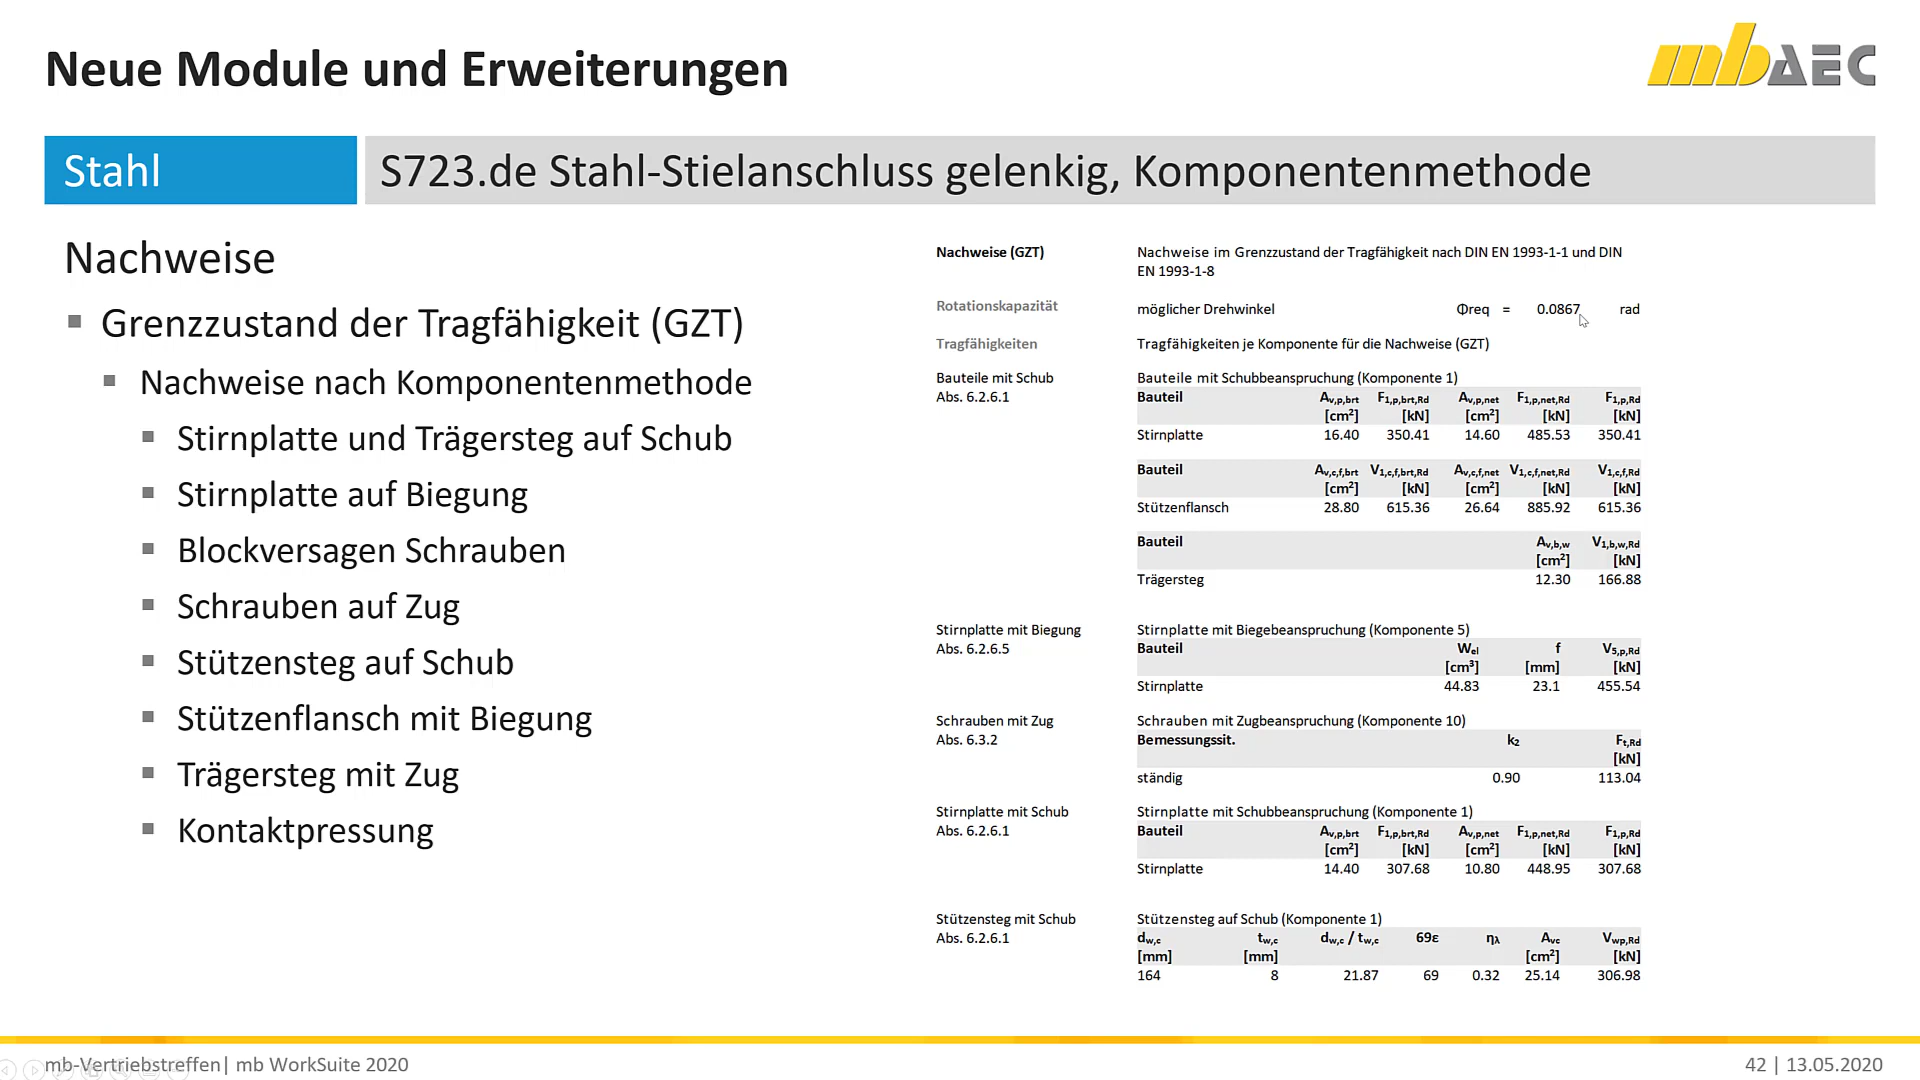 Neue Module und Erweiterungen
mbAEC
Stahl
S723.de Stahl-Stielanschluss gelenkig, Komponentenmethode
Nachweise
Grenzzustand der Tragfähigkeit (GZT)
Nachweise nach Komponentenmethode
Stirnplatte und Trägersteg auf Schub
Stirnplatte auf Biegung
Blockversagen Schrauben
Schrauben auf Zug
Stützensteg auf Schub
Stützenflansch mit Biegung
Trägersteg mit Zug
Kontaktpressung
Nachweise (GZT) Nachweise im Grenzzustand der Tragfähigkeit nach DIN EN 1993-1-1 und DIN
EN 1993-1-8
Rotationskapazität möglicher Drehwinkel Φreq = 0.0867 rad
Tragfähigkeiten Tragfähigkeiten je Komponente für die Nachweise (GZT)
Bauteile mit Schub Bauteile mit Schubbeanspruchung (Komponente 1)
Abs. 6.2.6.1 Bauteil Av,p,brt F1,p,brt,Rd Av,p,net F1,p,net,Rd F1,p,Rd
[cm²] [kN] [cm²] [kN] [kN]
Stirnplatte 16.40 350.41 14.60 485.53 350.41
Bauteil Av,c,f,brt V1,c,f,brt,Rd Av,c,f,net V1,c,f,net,Rd V1,c,f,Rd
[cm²] [kN] [cm²] [kN] [kN]
Stützenflansch 28.80 615.36 26.64 885.92 615.36
Bauteil Av,b,w V1,b,w,Rd
[cm²] [kN]
Trägersteg 12.30 166.88
Stirnplatte mit Biegung Stirnplatte mit Biegebeanspruchung (Komponente 5)
Abs. 6.2.6.5 Bauteil Wel f V5,p,Rd
[cm³] [mm] [kN]
Stirnplatte 44.83 23.1 455.54
Schrauben mit Zug Schrauben mit Zugbeanspruchung (Komponente 10)
Abs. 6.3.2 Bemessungssit. k2 Ft,Rd
[kN]
ständig 0.90 113.04
Stirnplatte mit Schub Stirnplatte mit Schubbeanspruchung (Komponente 1)
Abs. 6.2.6.1 Bauteil Av,p,brt F1,p,brt,Rd Av,p,net F1,p,net,Rd F1,p,Rd
[cm²] [kN] [cm²] [kN] [kN]
Stirnplatte 14.40 307.68 10.80 448.95 307.68
Stützensteg mit Schub Stützensteg auf Schub (Komponente 1)
Abs. 6.2.6.1 dw,c tw,c dw,c / tw,c 69ε ηλ Avc Vwp,Rd
[mm] [mm] [cm²] [kN]
164 8 21.87 69 0.32 25.14 306.98
mb-Vertriebstreffen| mb WorkSuite 2020
42 | 13.05.2020